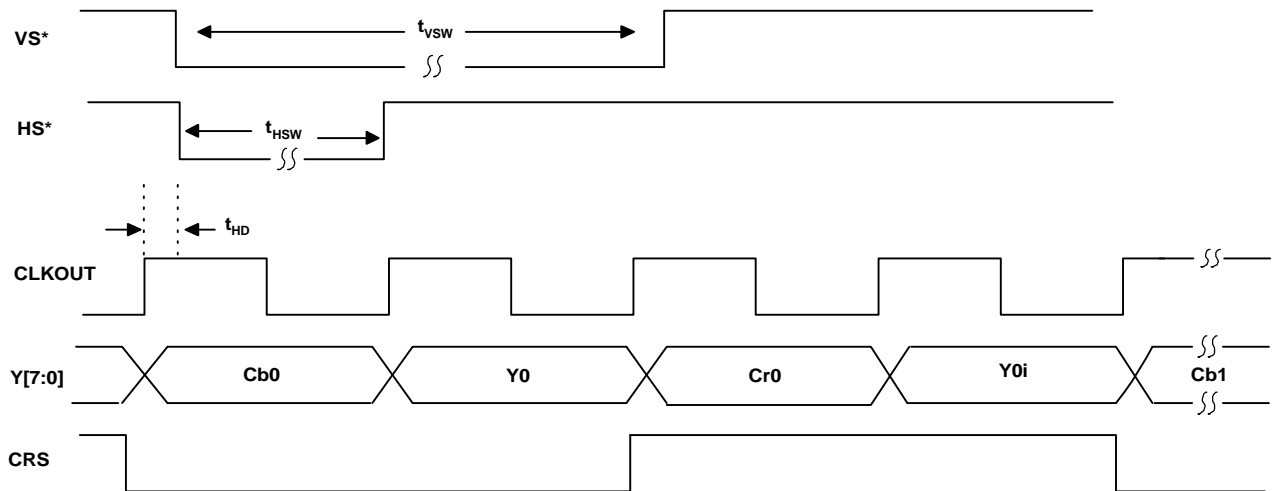 VS*
tVSW
HS*
tHSW
tHD
CLKOUT
Y[7:0]
Cb0
Y0
Cr0
Y0i
Cb1
CRS